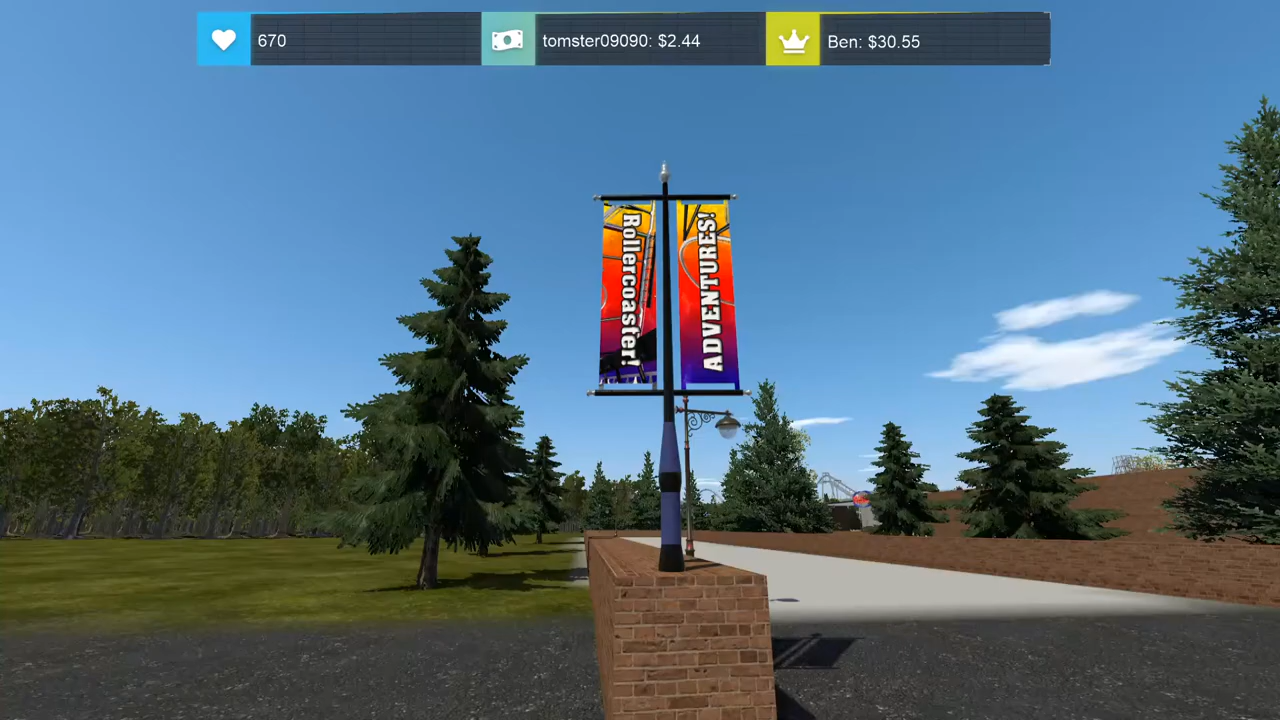 670
tomster09090: $2.44
Ben: $30.55
Rollercoaster!
ADVENTURES!